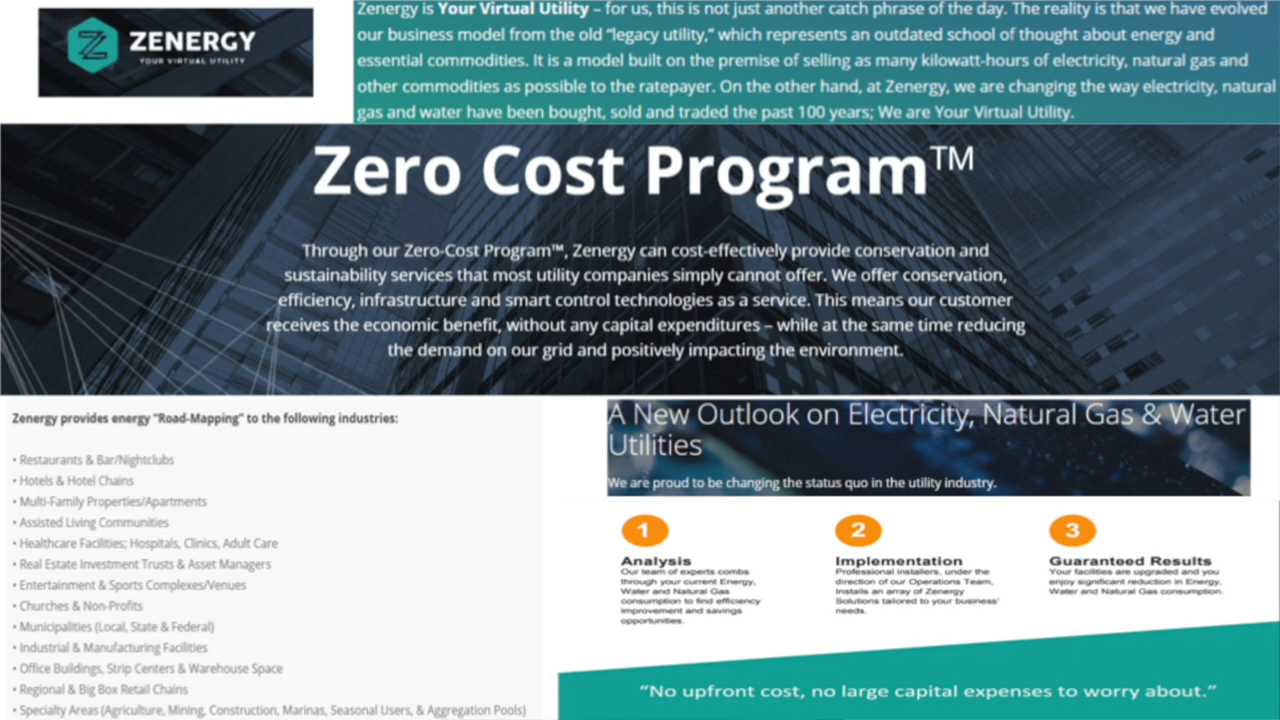 ZENERGY
YOUR VIRTUAL UTILITY
Zenergy is Your Virtual Utility – for us, this is not just another catch phrase of the day. The reality is that we have evolved
our business model from the old “legacy utility,” which represents an outdated school of thought about energy and
essential commodities. It is a model built on the premise of selling as many kilowatt-hours of electricity, natural gas and
other commodities as possible to the ratepayer. On the other hand, at Zenergy, we are changing the way electricity, natural
gas and water have been bought, sold and traded the past 100 years; We are Your Virtual Utility.
Zero Cost Program™
Through our Zero-Cost Program™, Zenergy can cost-effectively provide conservation and
sustainability services that most utility companies simply cannot offer. We offer conservation,
efficiency, infrastructure and smart control technologies as a service. This means our customer
receives the economic benefit, without any capital expenditures – while at the same time reducing
the demand on our grid and positively impacting the environment.
Zenergy provides energy “Road-Mapping” to the following industries:
• Restaurants & Bar/Nightclubs
• Hotels & Hotel Chains
• Multi-Family Properties/Apartments
• Assisted Living Communities
• Healthcare Facilities; Hospitals, Clinics, Adult Care
• Real Estate Investment Trusts & Asset Managers
• Entertainment & Sports Complexes/Venues
• Churches & Non-Profits
• Municipalities (Local, State & Federal)
• Industrial & Manufacturing Facilities
• Office Buildings, Strip Centers & Warehouse Space
• Regional & Big Box Retail Chains
• Specialty Areas (Agriculture, Mining, Construction, Marinas, Seasonal Users, & Aggregation Pools)
A New Outlook on Electricity, Natural Gas & Water
Utilities
We are proud to be changing the status quo in the utility industry.
1
Analysis
Our team of experts combs
through your current Energy,
Water and Natural Gas
consumption to find efficiency
improvement and savings
opportunities.
2
Implementation
Professional installers, under the
direction of our Operations Team,
Installs an array of Zenergy
Solutions tailored to your business’
needs.
3
Guaranteed Results
Your facilities are upgraded and you
enjoy significant reduction in Energy,
Water and Natural Gas consumption.
“No upfront cost, no large capital expenses to worry about.”